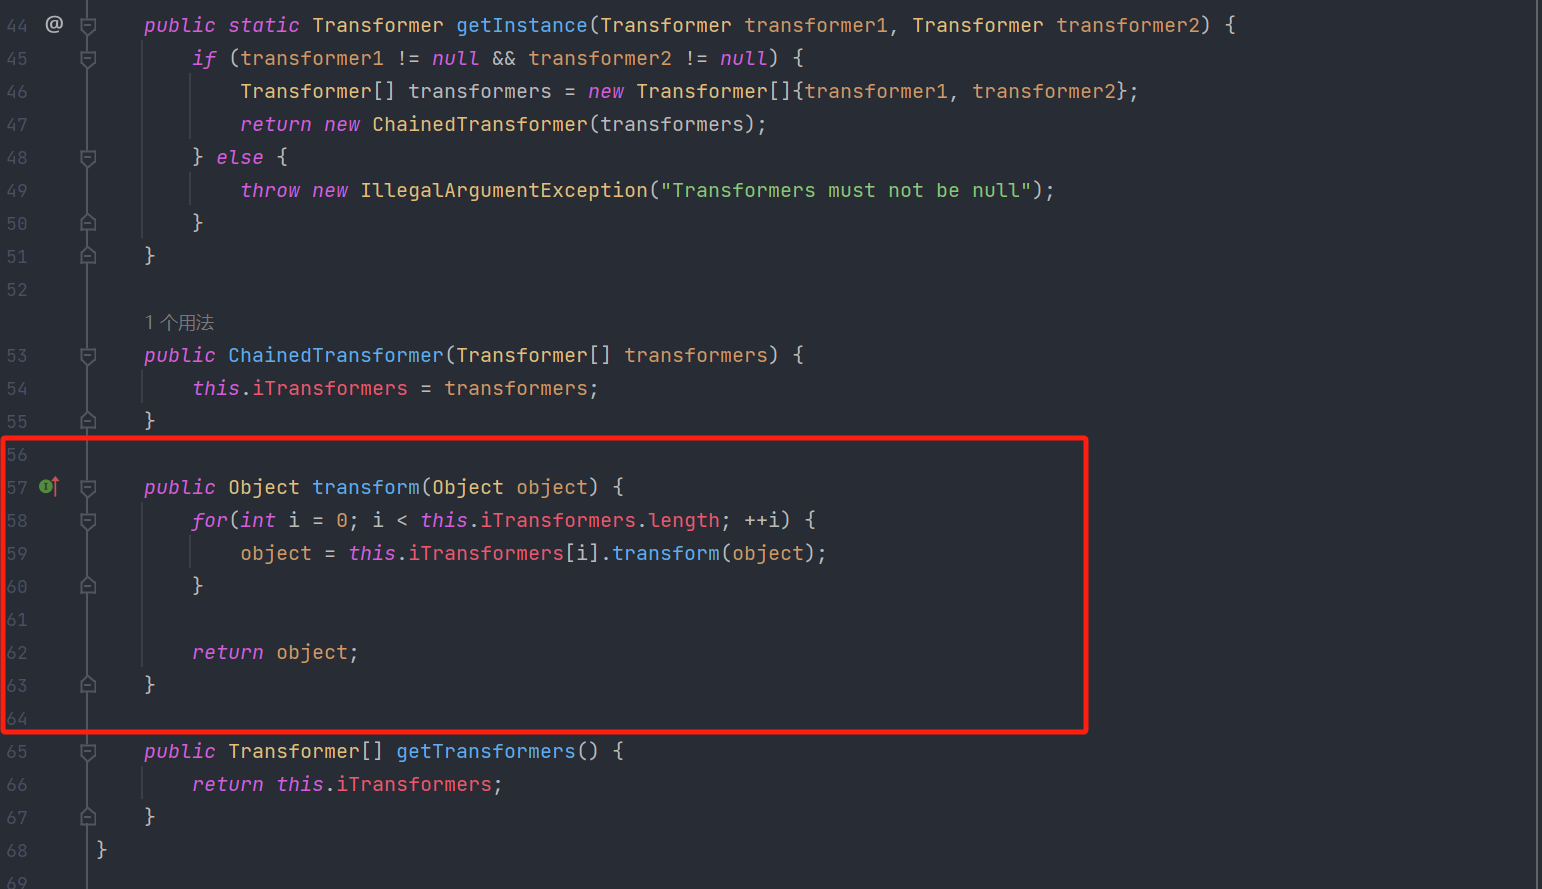 44 @ public static Transformer getInstance(Transformer transformer1, Transformer transformer2) {
45 if (transformer1 != null && transformer2 != null) {
46 Transformer[] transformers = new Transformer[]{transformer1, transformer2};
47 return new ChainedTransformer(transformers);
48 } else {
49 throw new IllegalArgumentException("Transformers must not be null");
50 }
51 }
52
1 个用法
53 public ChainedTransformer(Transformer[] transformers) {
54 this.iTransformers = transformers;
55 }
56
57 public Object transform(Object object) {
58 for(int i = 0; i < this.iTransformers.length; ++i) {
59 object = this.iTransformers[i].transform(object);
60 }
61
62 return object;
63 }
64
65 public Transformer[] getTransformers() {
66 return this.iTransformers;
67 }
68 }
69